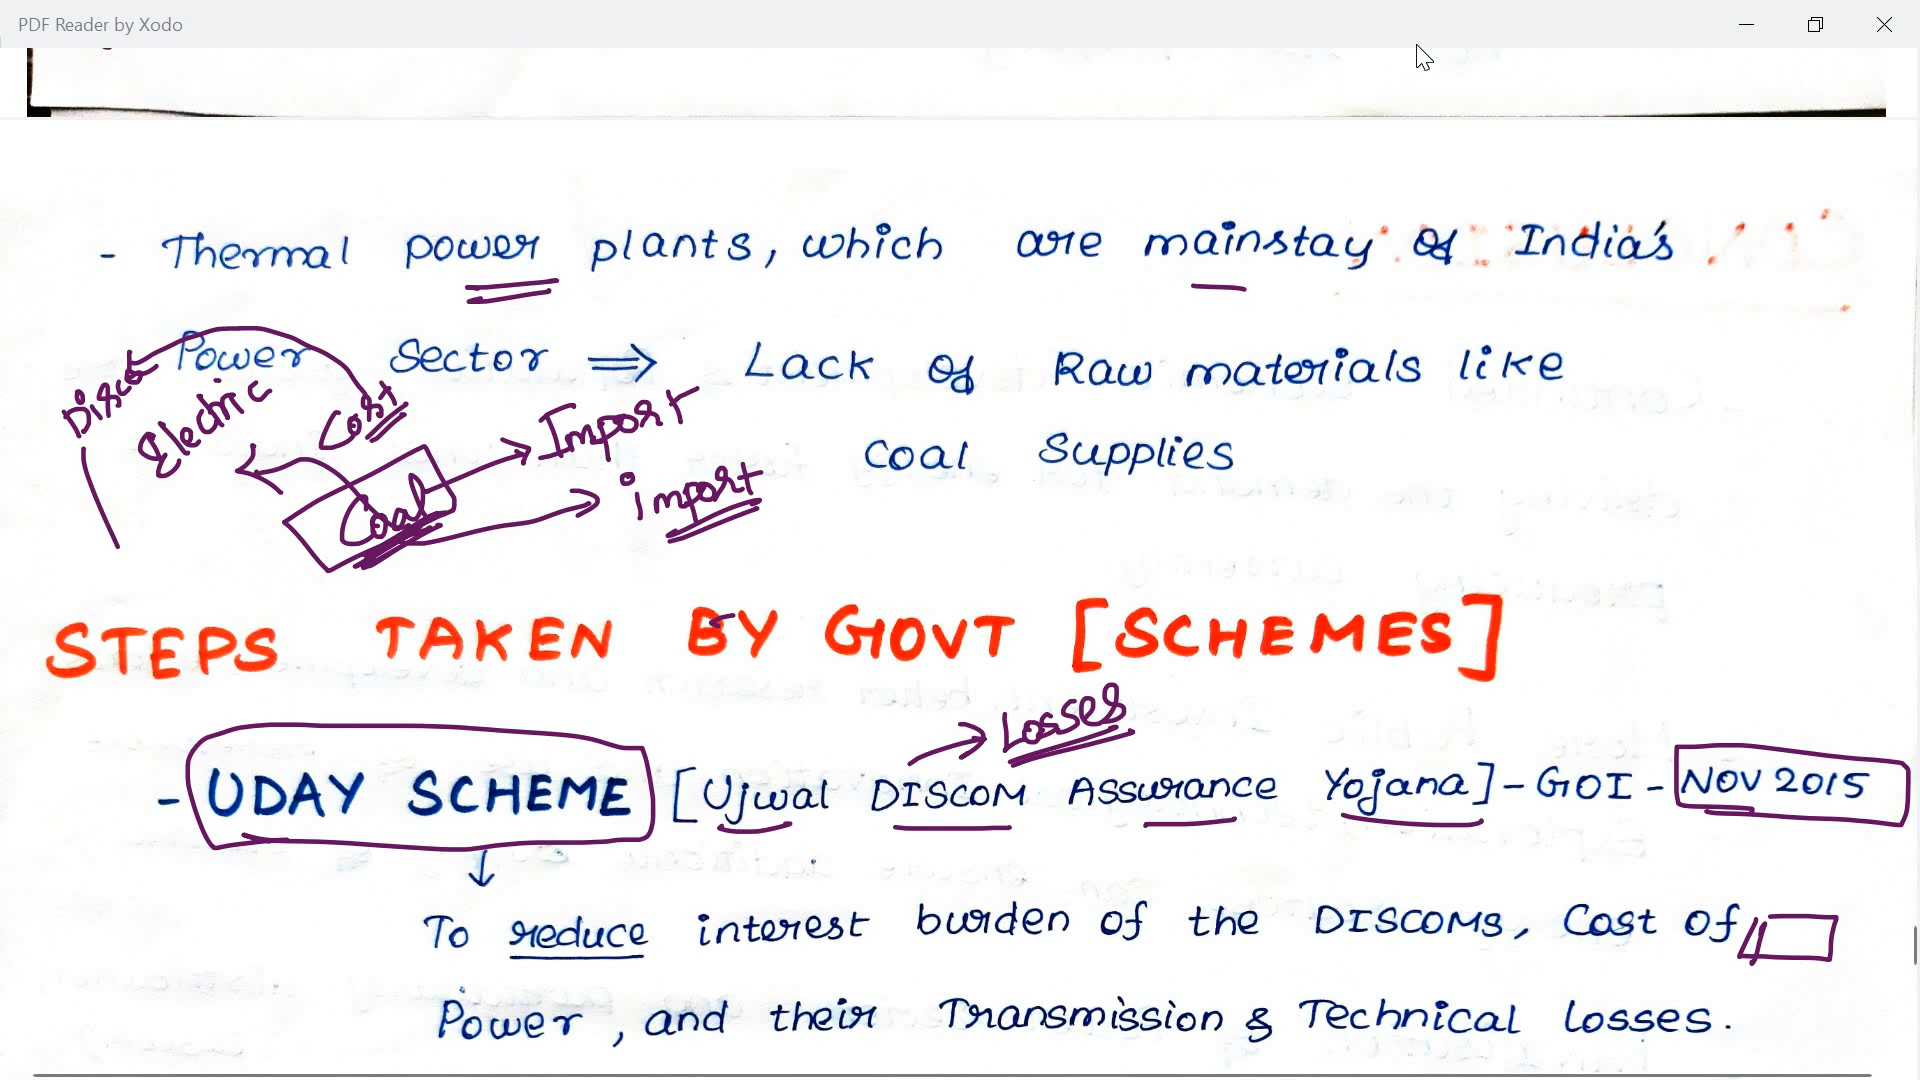 PDF Reader by Xodo
- Thermal power plants, which are mainstay of India's
Power Sector ⇒ Lack of Raw materials like
Coal Supplies
Disco
Electric
Cost
Import
Coal
import
STEPS TAKEN BY GOVT [SCHEMES]
Losses
- UDAY SCHEME [Ujwal DISCOM Assurance Yojana] - GOI - NOV 2015
To reduce interest burden of the DISCOMS, Cost of
Power, and their Transmission & Technical losses.